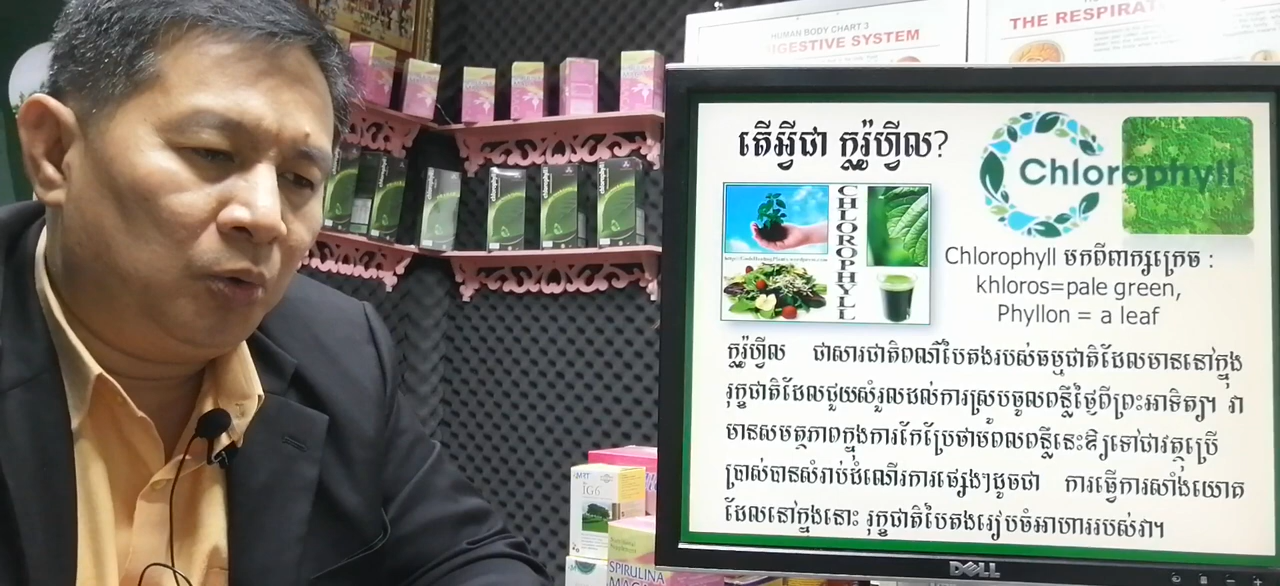 HUMAN BODY CHART 3
DIGESTIVE SYSTEM
THE RESPIRAT
តើអ្វីជា ក្លរ៉ូហ្វីល?
Chlorophyll
CHLOROPHYLL
Chlorophyll មកពីពាក្យក្រេច :
khloros=pale green,
Phyllon = a leaf
ក្លរ៉ូហ្វីល ជាសារជាតិពណ៌បៃតងរបស់ធម្មជាតិដែលមាននៅក្នុង
រុក្ខជាតិដែលជួយសំរួលដល់ការស្រូបចូលពន្លឺថ្ងៃពីព្រះអាទិត្យ។ វា
មានសមត្ថភាពក្នុងការកែប្រែថាមពលពន្លឺនេះឱ្យទៅជាវត្ថុប្រើ
ប្រាស់បានសំរាប់ដំណើរការផ្សេងៗដូចជា ការធ្វើការសាំងយោគ
ដែលនៅក្នុងនោះ រុក្ខជាតិបៃតងរៀបចំអាហាររបស់វា។
DELL
MRT
IG6
SPIRULINA